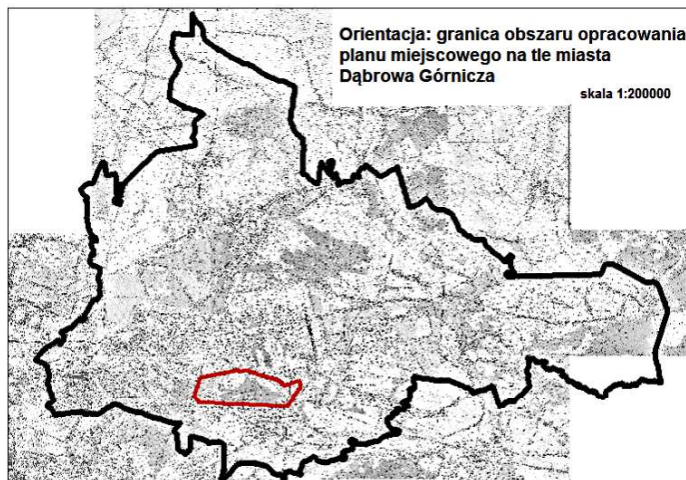 Orientacja: granica obszaru opracowania
planu miejscowego na tle miasta
Dąbrowa Górnicza
skala 1:200000